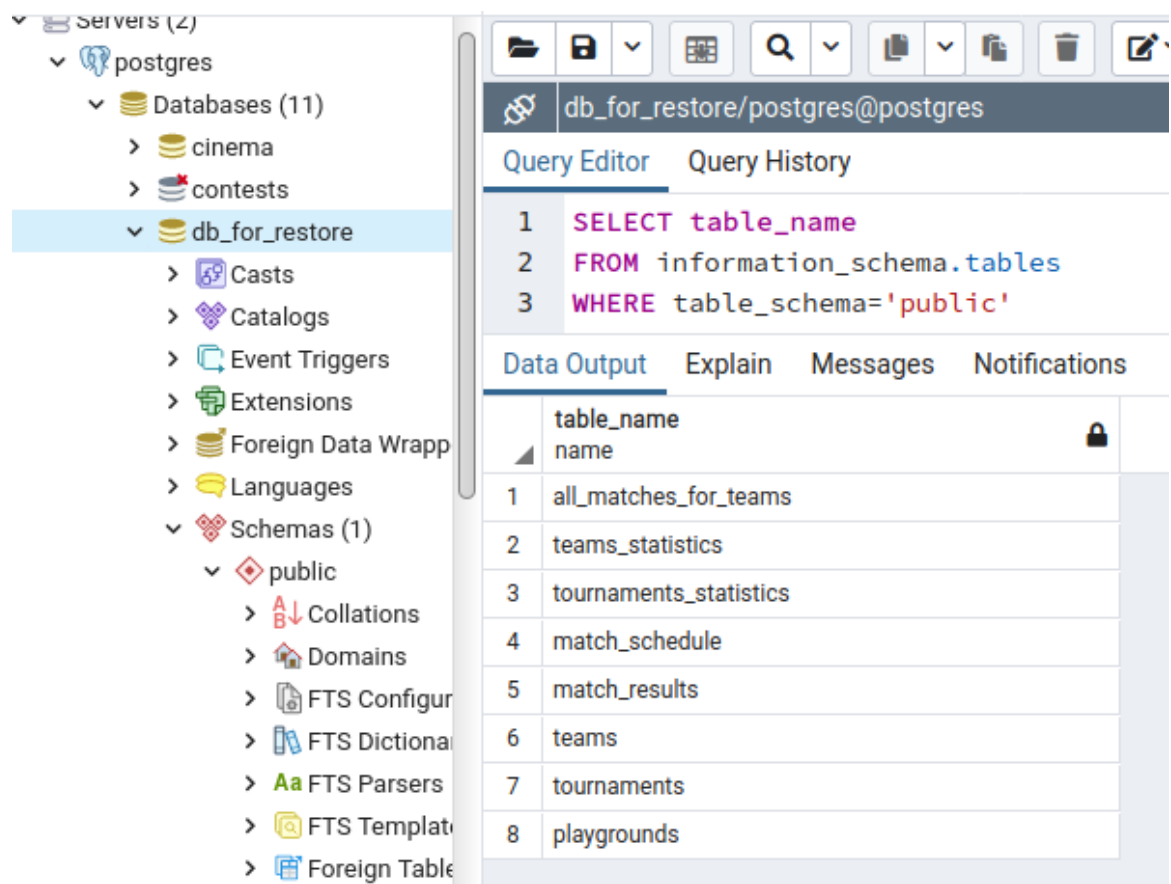 Servers (2)
postgres
Databases (11)
cinema
contests
db_for_restore
Casts
Catalogs
Event Triggers
Extensions
Foreign Data Wrapp
Languages
Schemas (1)
public
Collations
Domains
FTS Configur
FTS Dictiona
Aa FTS Parsers
FTS Templat
Foreign Table
db_for_restore/postgres@postgres
Query Editor Query History
1 SELECT table_name
2 FROM information_schema.tables
3 WHERE table_schema='public'
Data Output Explain Messages Notifications
table_name
name
1 all_matches_for_teams
2 teams_statistics
3 tournaments_statistics
4 match_schedule
5 match_results
6 teams
7 tournaments
8 playgrounds